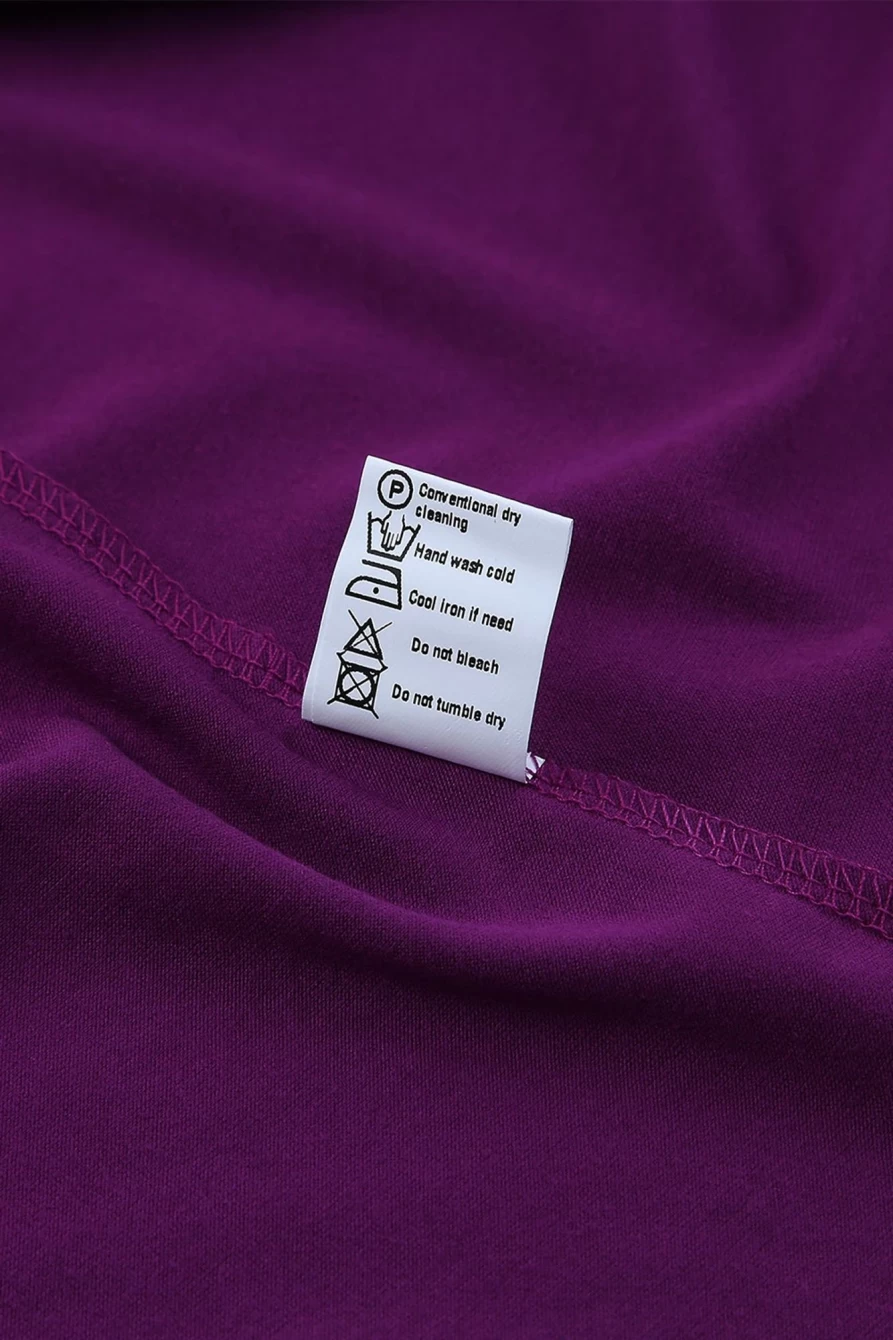 P
Conventional dry
cleaning
Hand wash cold
Cool iron if need
Do not bleach
Do not tumble dry